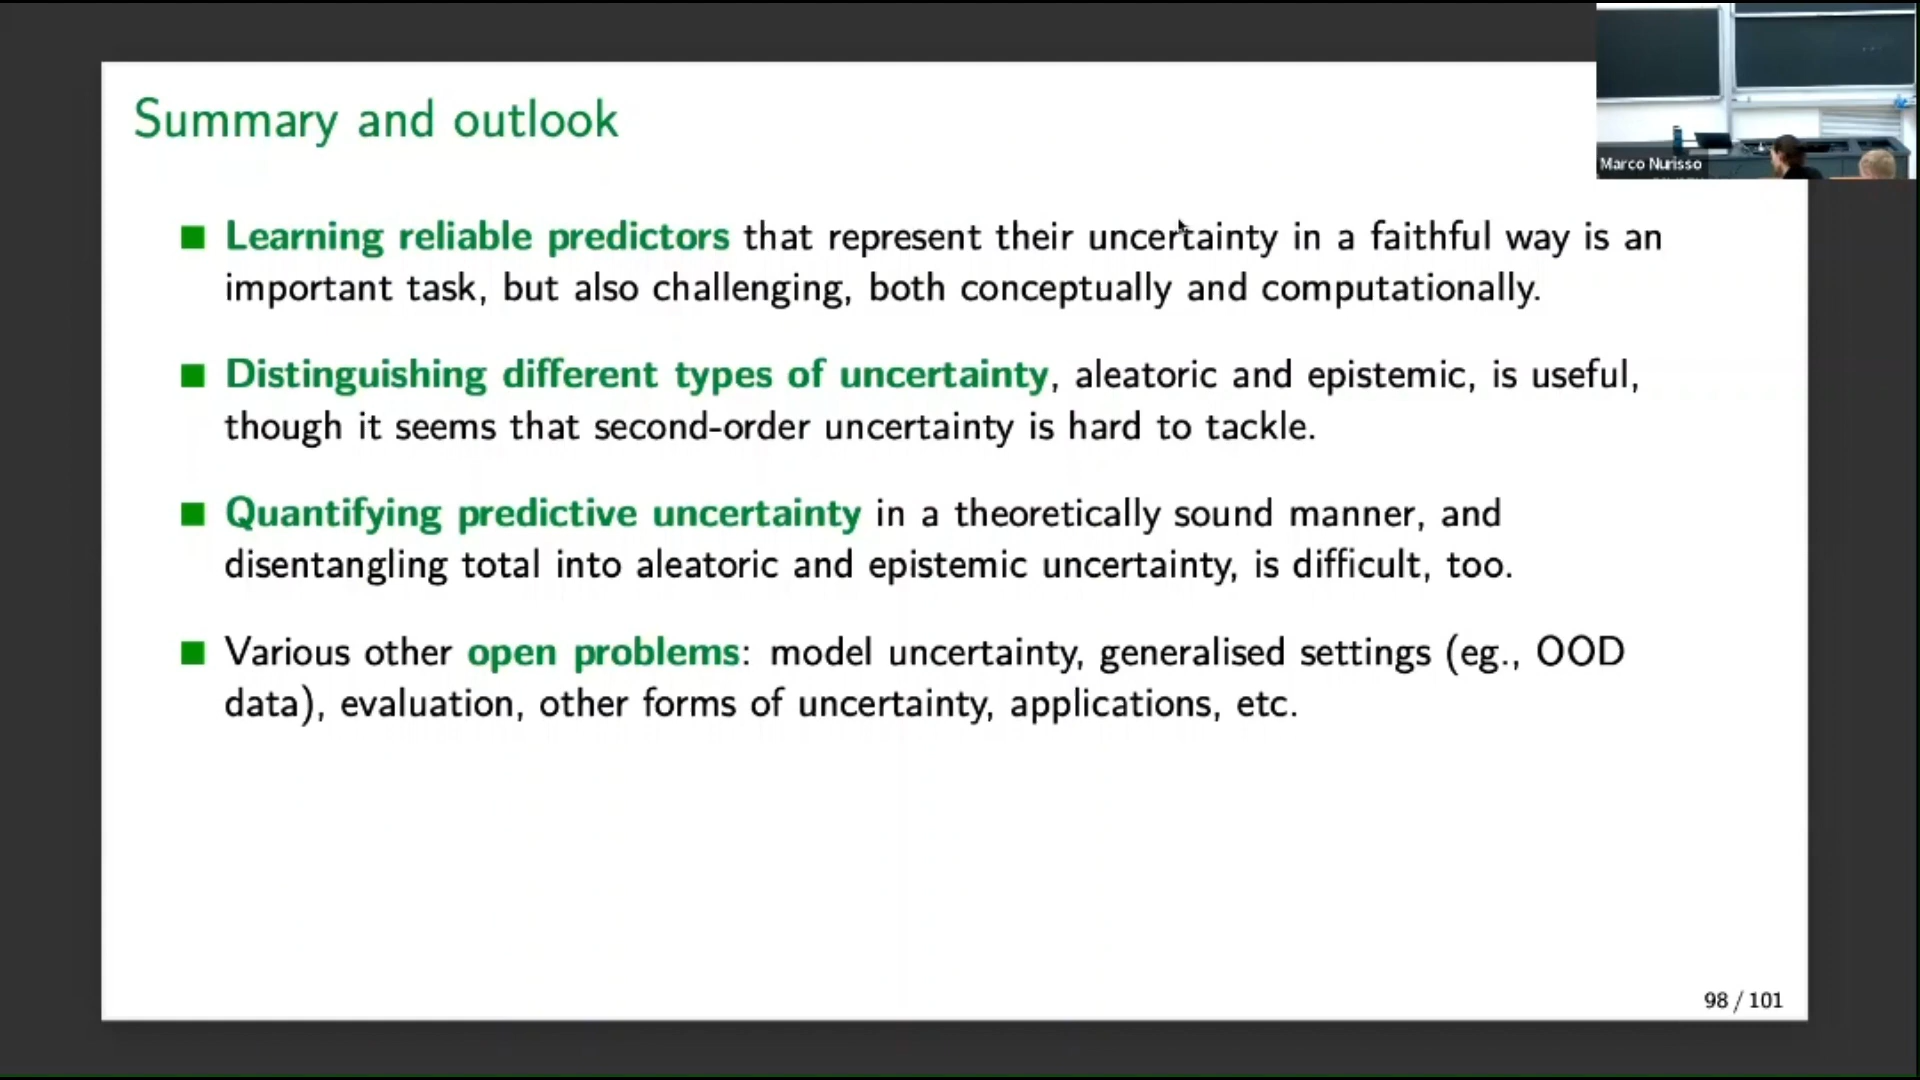 Summary and outlook
Marco Nurisso
Learning reliable predictors that represent their uncertainty in a faithful way is an
important task, but also challenging, both conceptually and computationally.
Distinguishing different types of uncertainty, aleatoric and epistemic, is useful,
though it seems that second-order uncertainty is hard to tackle.
Quantifying predictive uncertainty in a theoretically sound manner, and
disentangling total into aleatoric and epistemic uncertainty, is difficult, too.
Various other open problems: model uncertainty, generalised settings (eg., OOD
data), evaluation, other forms of uncertainty, applications, etc.
98 / 101